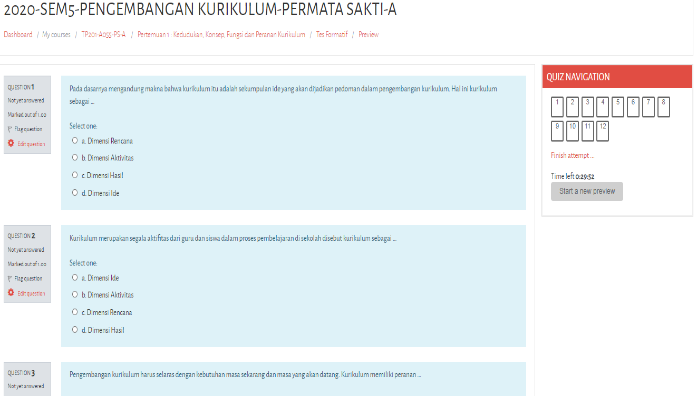 2020-SEM5-PENGEMBANGAN KURIKULUM-PERMATA SAKTI-A
Dashboard / My courses / TP201-A055-PS-A / Pertemuan 1 : Kedudukan, Konsep, Fungsi dan Peranan Kurikulum / Tes Formatif / Preview
QUESTION 1
Not yet answered
Marked out of 1.00
Flag question
Edit question
Pada dasarnya mengandung makna bahwa kurikulum itu adalah sekumpulan ide yang akan dijadikan pedoman dalam pengembangan kurikulum. Hal ini kurikulum
sebagai ...
Select one:
a. Dimensi Rencana
b. Dimensi Aktivitas
c. Dimensi Hasil
d. Dimensi Ide
QUESTION 2
Not yet answered
Marked out of 1.00
Flag question
Edit question
Kurikulum merupakan segala aktifitas dari guru dan siswa dalam proses pembelajaran di sekolah disebut kurikulum sebagai ...
Select one:
a. Dimensi Ide
b. Dimensi Aktivitas
c. Dimensi Rencana
d. Dimensi Hasil
QUESTION 3
Not yet answered
Pengembangan kurikulum harus selaras dengan kebutuhan masa sekarang dan masa yang akan datang. Kurikulum memiliki peranan ...
QUIZ NAVIGATION
1 2 3 4 5 6 7 8
9 10 11 12
Finish attempt ...
Time left 0:29:52
Start a new preview